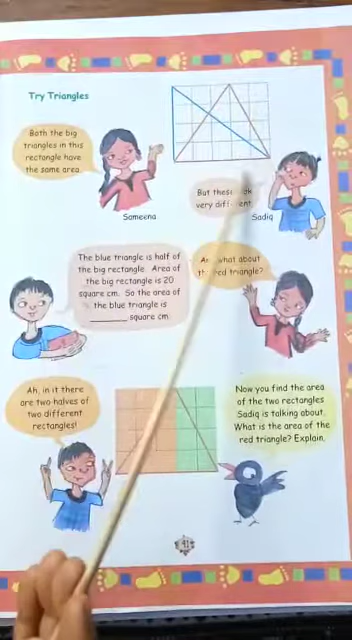 Try Triangles
Both the big
triangles in this
rectangle have
the same area.
Sameena
But these
very
Sadiq
The blue triangle is half of
the big rectangle. Area of
the big rectangle is 20
square cm. So the area of
the blue triangle is
________ square cm.
what about
red triangle?
Ah, in it there
are two halves of
two different
rectangles!
Now you find the area
of the two rectangles
Sadiq is talking about.
What is the area of the
red triangle? Explain.